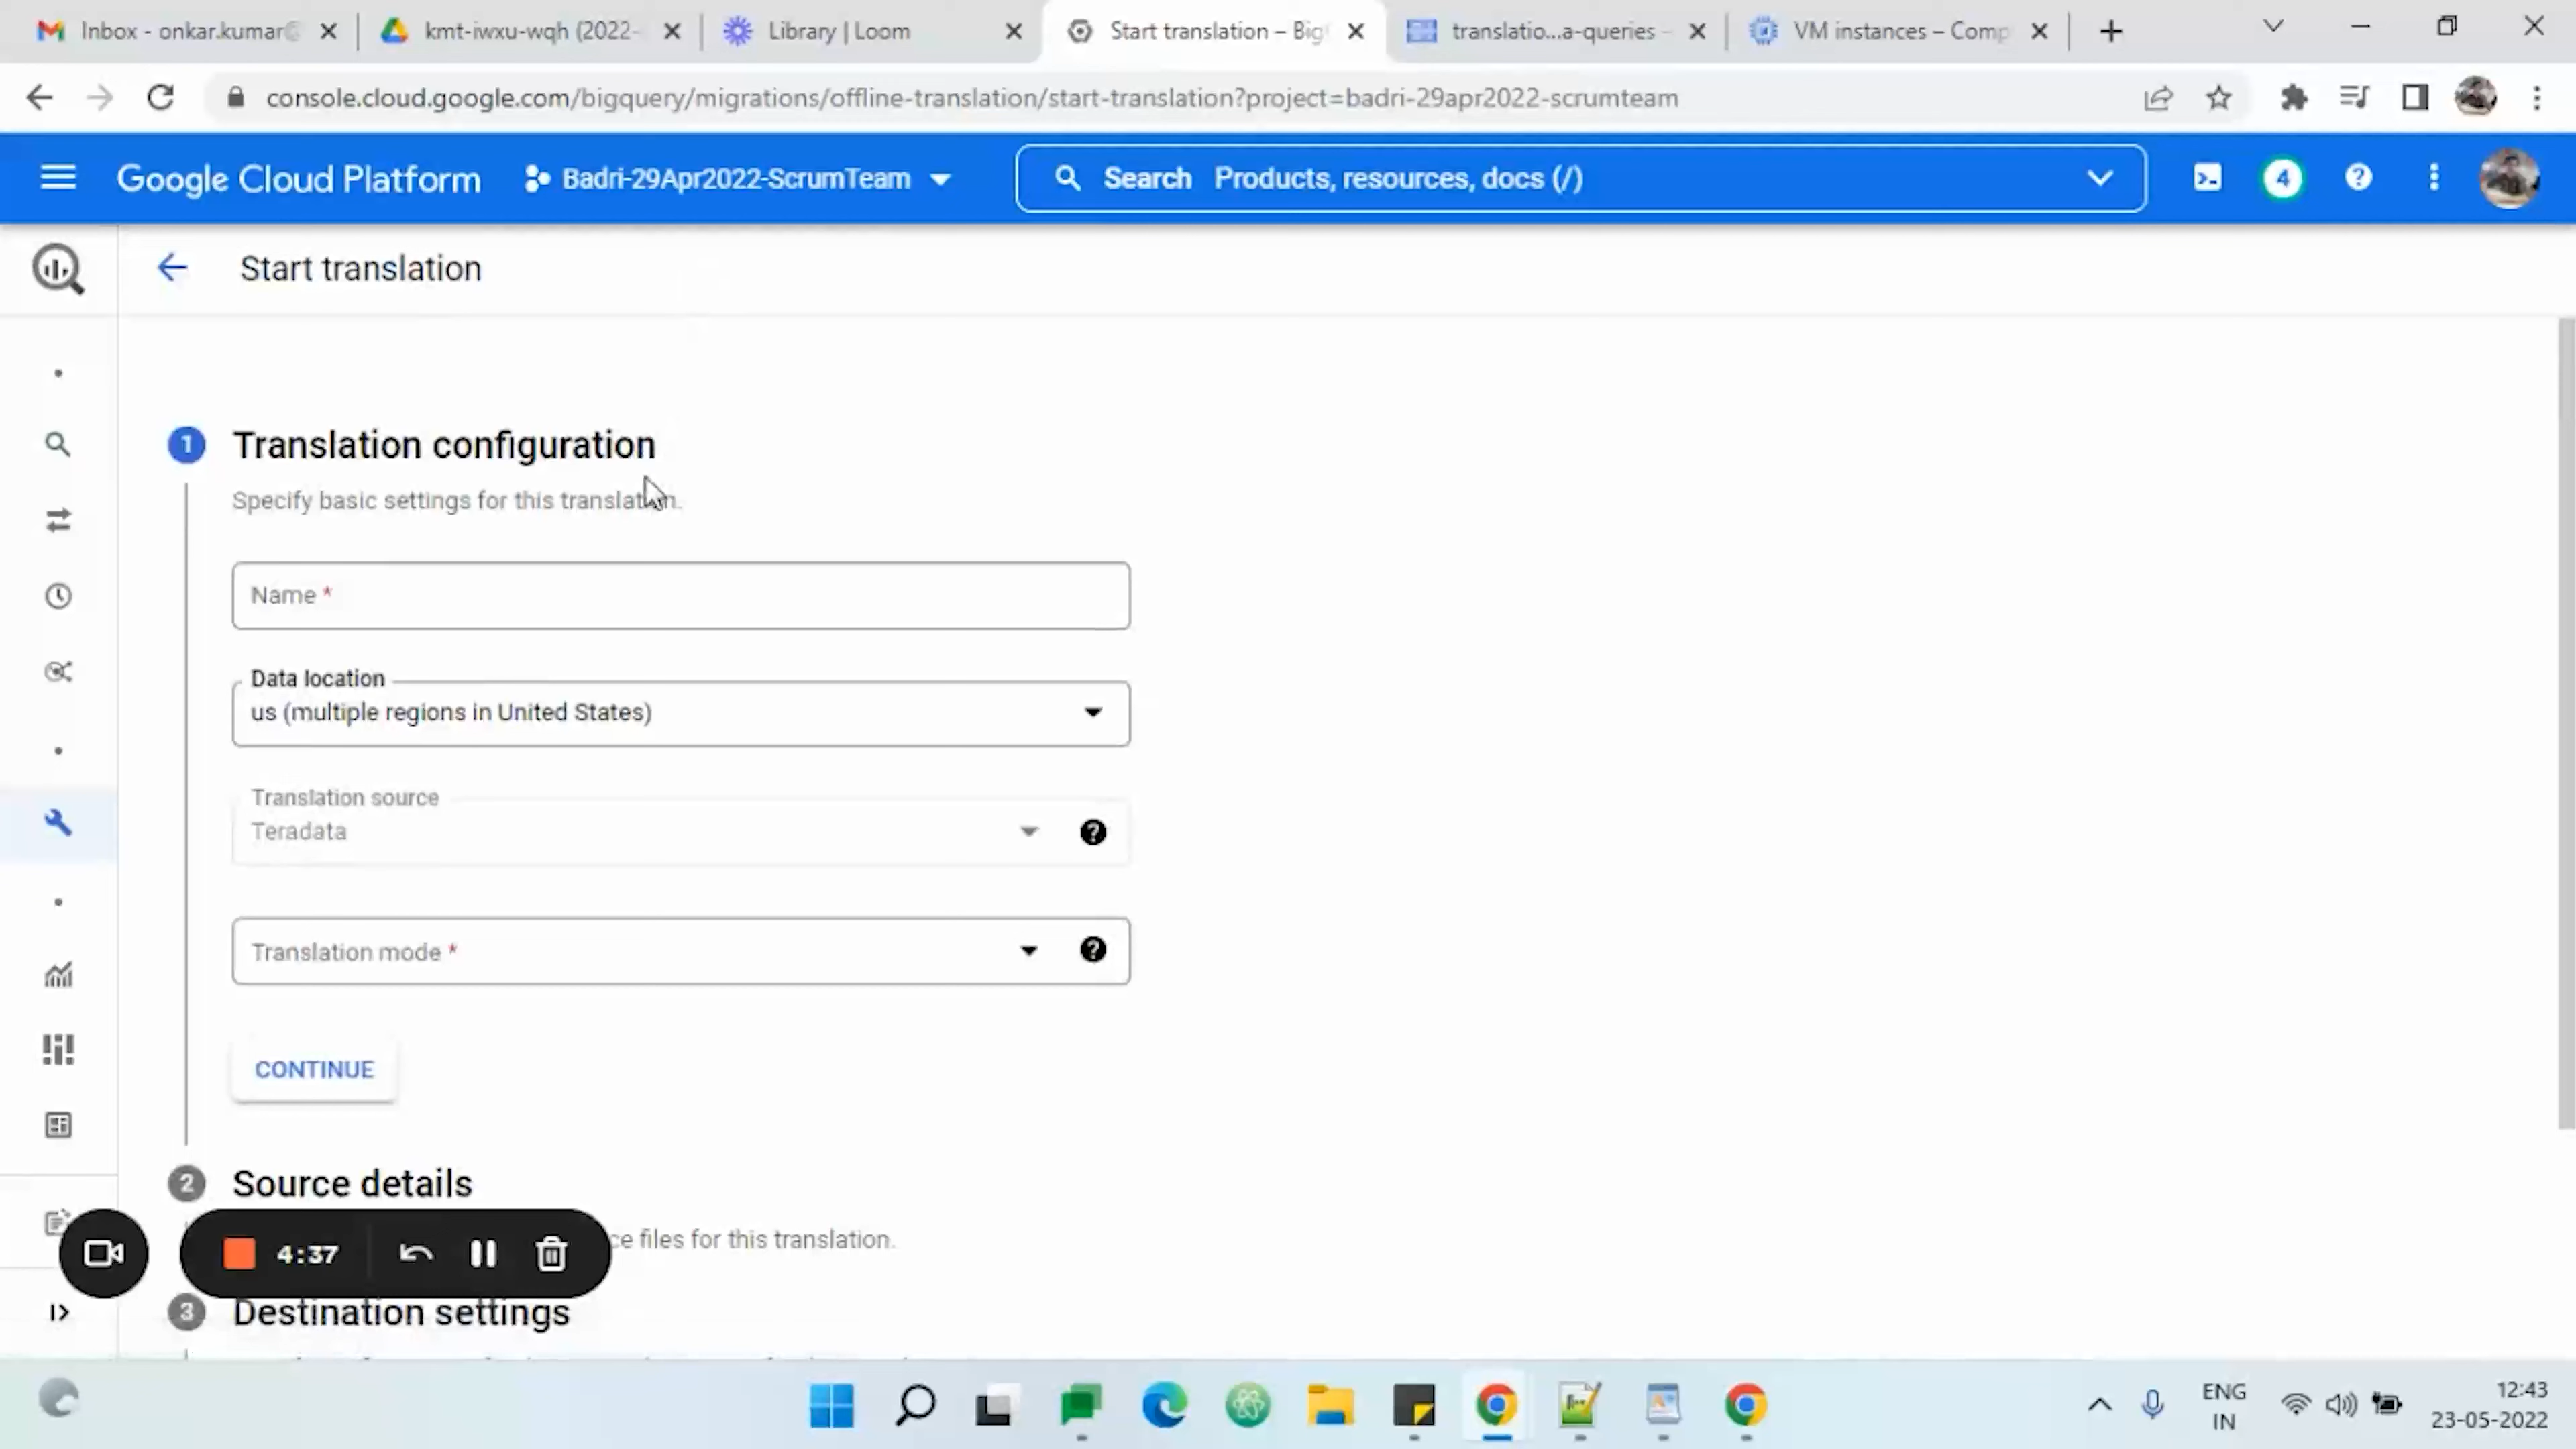 Inbox - onkar.kumar@
kmt-iwxu-wqh (2022-
Library | Loom
Start translation – Big
translatio...a-queries -
VM instances – Comp
console.cloud.google.com/bigquery/migrations/offline-translation/start-translation?project=badri-29apr2022-scrumteam
Google Cloud Platform
Badri-29Apr2022-ScrumTeam
Search Products, resources, docs (/)
4
Start translation
1 Translation configuration
Specify basic settings for this translation.
Name *
Data location
us (multiple regions in United States)
Translation source
Teradata
Translation mode *
CONTINUE
2 Source details
4:37
ce files for this translation.
3 Destination settings
ENG
IN
12:43
23-05-2022